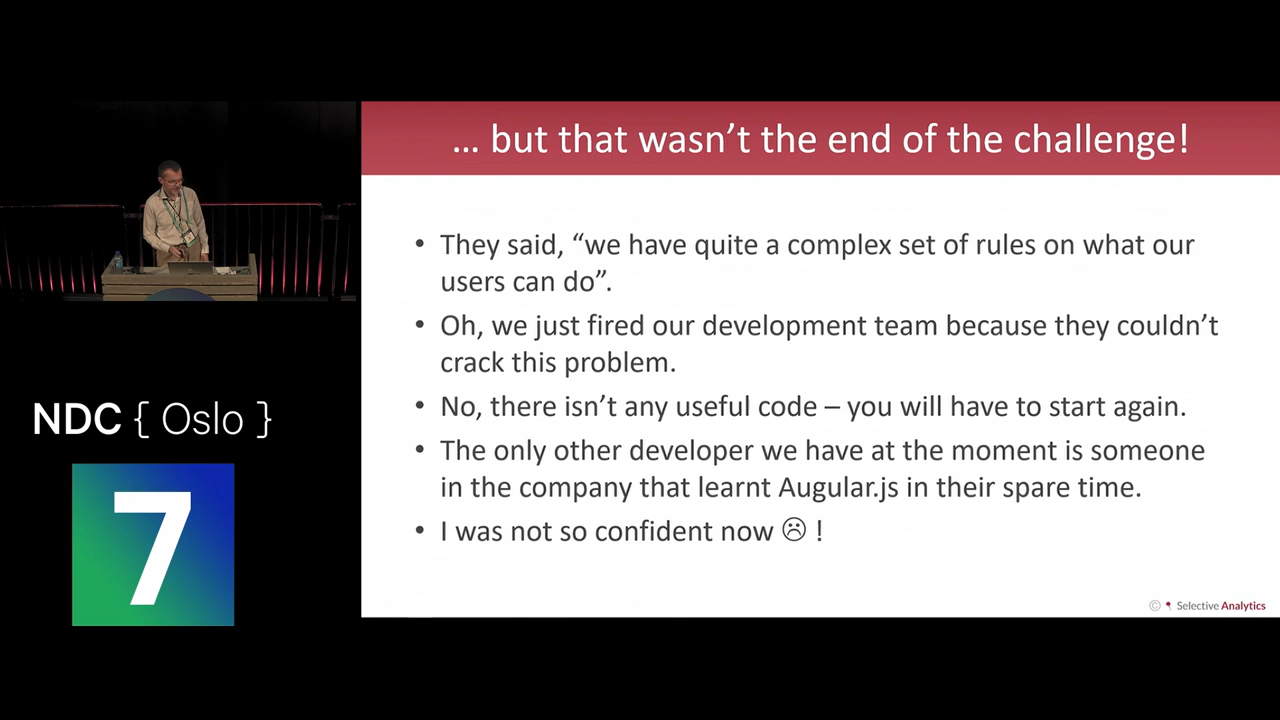 … but that wasn’t the end of the challenge!
• They said, “we have quite a complex set of rules on what our
users can do”.
• Oh, we just fired our development team because they couldn’t
crack this problem.
• No, there isn’t any useful code – you will have to start again.
• The only other developer we have at the moment is someone
in the company that learnt Augular.js in their spare time.
• I was not so confident now ☹ !
© Selective Analytics
NDC { Oslo }
7